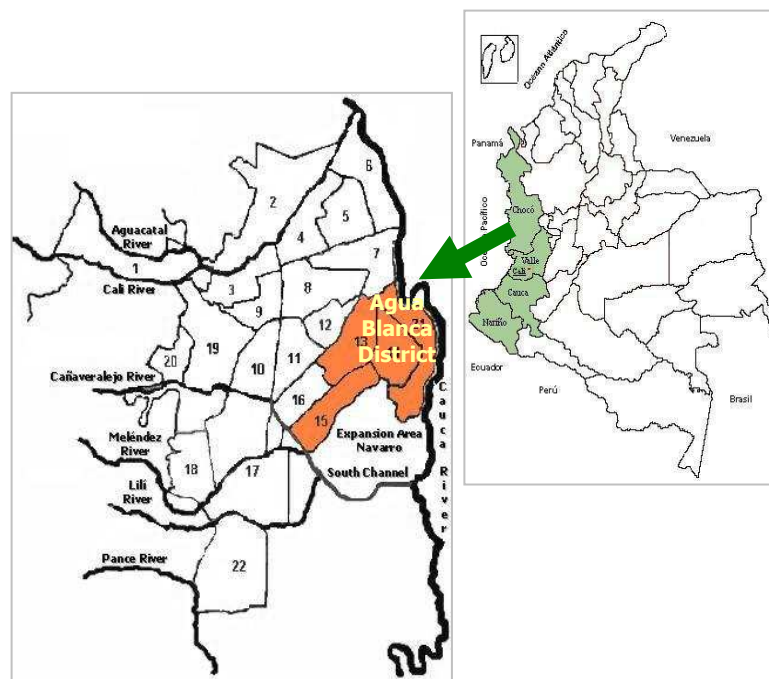 6
2
5
4
Aguacatal
River
7
1
Cali River
3
8
9
Agua
Blanca
District
12
13
21
19
20
10
11
Cañaveralejo River
16
15
Cauca River
Meléndez
River
Expansion Area
Navarro
18
17
South Channel
Lilí
River
Pance River
22
Océano Atlántico
Panamá
Venezuela
Pacífico
Chocó
Valle
Cali
Cauca
Nariño
Ecuador
Perú
Brasil